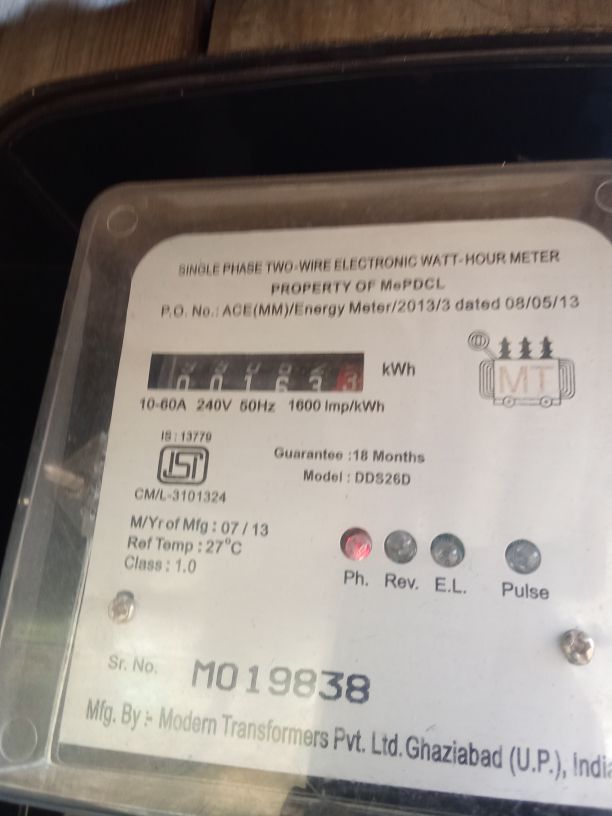 SINGLE PHASE TWO-WIRE ELECTRONIC WATT-HOUR METER
PROPERTY OF MePDCL
P.O. No.: ACE(MM)/Energy Meter/2013/3 dated 08/05/13
kWh
MT
10-60A 240V 50Hz 1600 Imp/kWh
IS : 13779
ISI
CM/L-3101324
Guarantee :18 Months
Model : DDS26D
M/Yr of Mfg : 07 / 13
Ref Temp : 27°C
Class : 1.0
Ph. Rev. E.L. Pulse
Sr. No. M019838
Mfg. By :- Modern Transformers Pvt. Ltd. Ghaziabad (U.P.), India